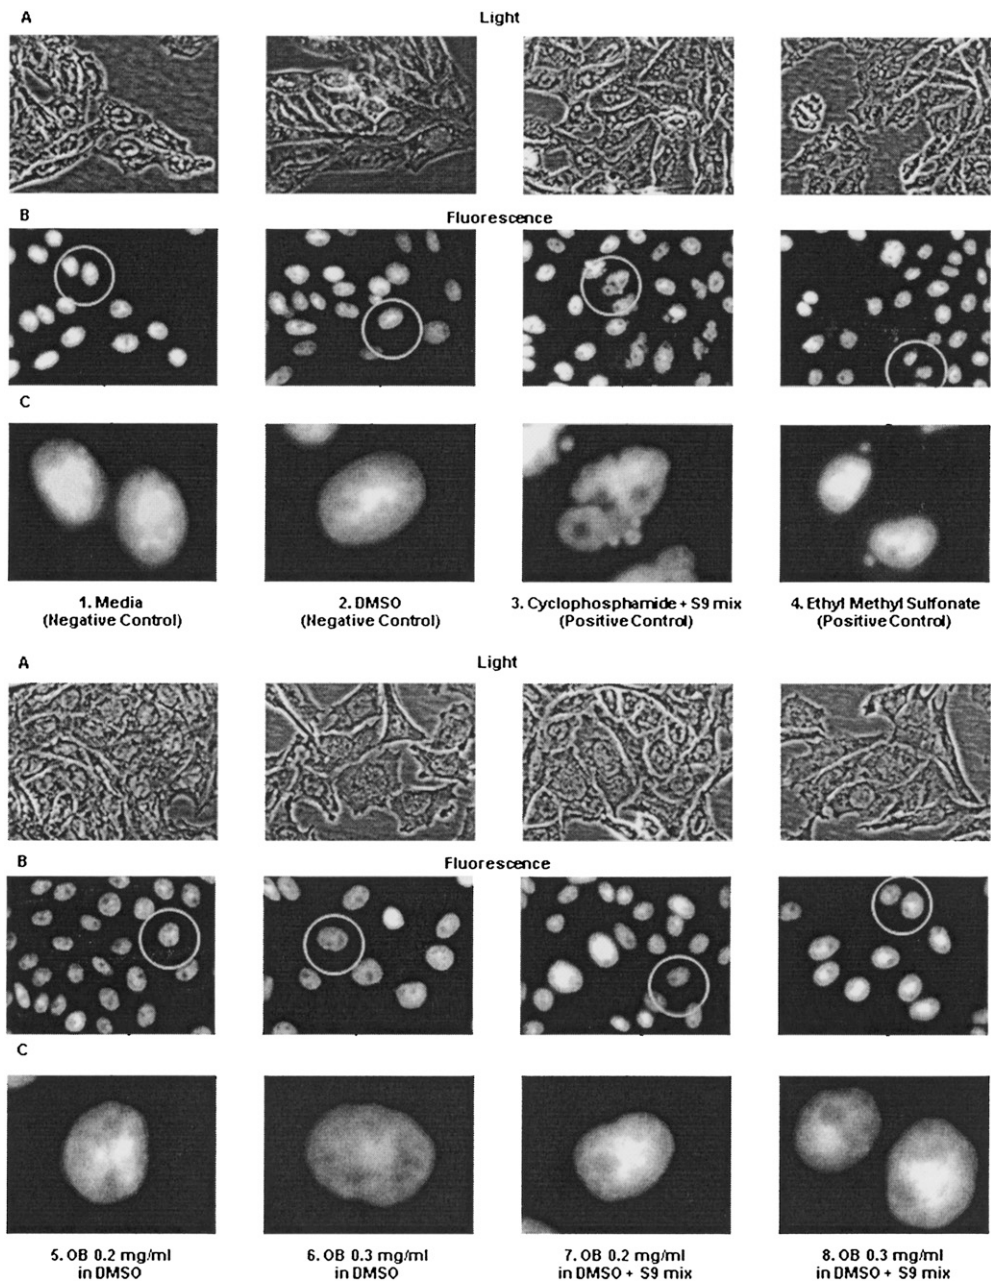 A
Light
B
Fluorescence
C
1. Media
(Negative Control)
2. DMSO
(Negative Control)
3. Cyclophosphamide + S9 mix
(Positive Control)
4. Ethyl Methyl Sulfonate
(Positive Control)
A
Light
B
Fluorescence
C
5. OB 0.2 mg/ml
in DMSO
6. OB 0.3 mg/ml
in DMSO
7. OB 0.2 mg/ml
in DMSO + S9 mix
8. OB 0.3 mg/ml
in DMSO + S9 mix